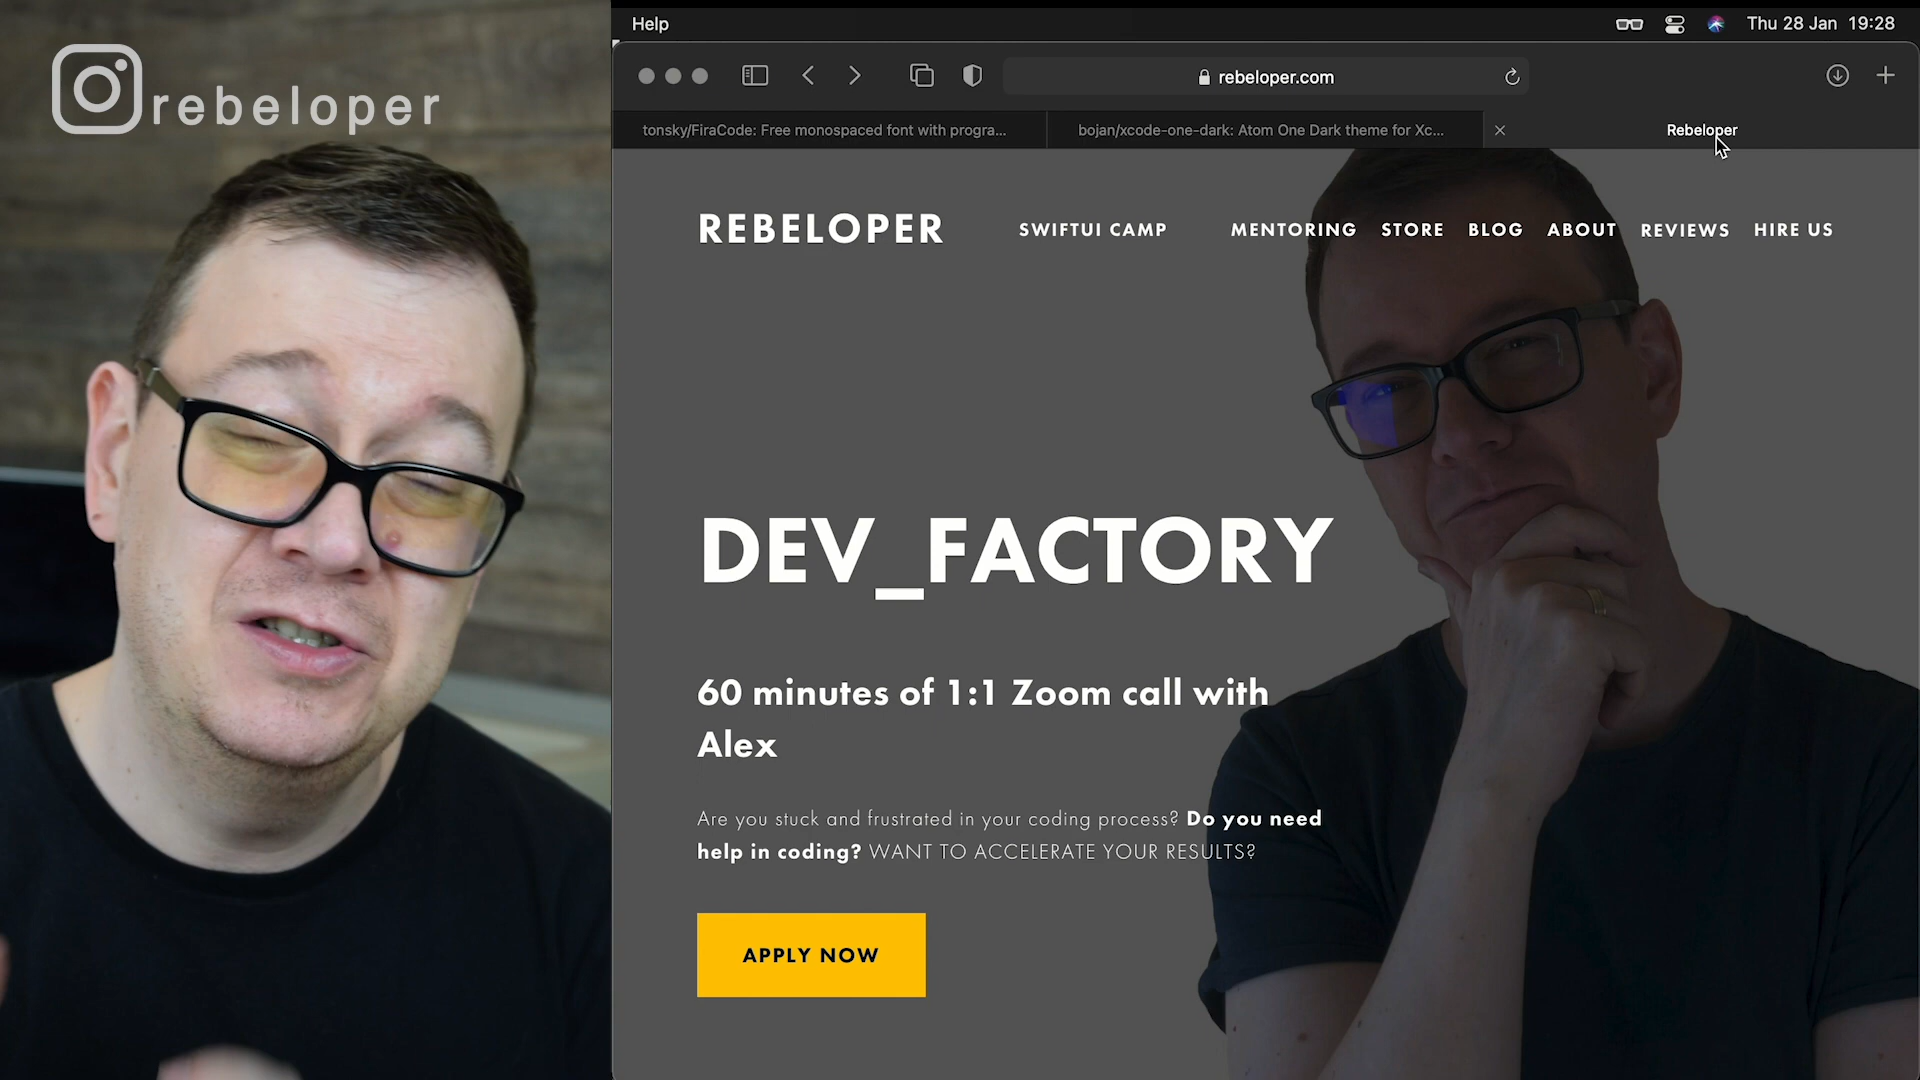 rebeloper
Help
Thu 28 Jan 19:28
rebeloper.com
tonsky/FiraCode: Free monospaced font with progra...
bojan/xcode-one-dark: Atom One Dark theme for Xc...
Rebeloper
REBELOPER
SWIFTUI CAMP
MENTORING
STORE
BLOG
ABOUT
REVIEWS
HIRE US
DEV_FACTORY
60 minutes of 1:1 Zoom call with
Alex
Are you stuck and frustrated in your coding process? Do you need
help in coding? WANT TO ACCELERATE YOUR RESULTS?
APPLY NOW